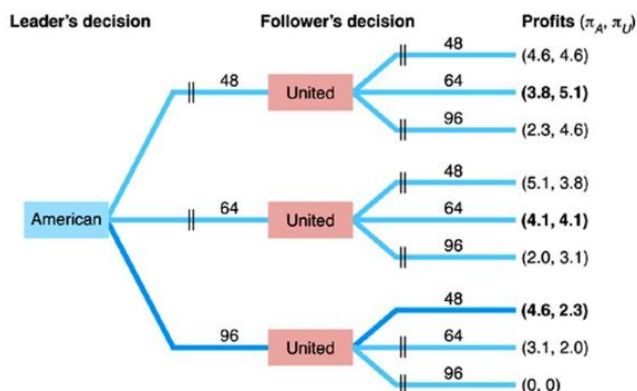 Leader's decision Follower's decision Profits (π_A, π_U)
48 (4.6, 4.6)
48 United 64 (3.8, 5.1)
96 (2.3, 4.6)
48 (5.1, 3.8)
American 64 United 64 (4.1, 4.1)
96 (2.0, 3.1)
48 (4.6, 2.3)
96 United 64 (3.1, 2.0)
96 (0, 0)